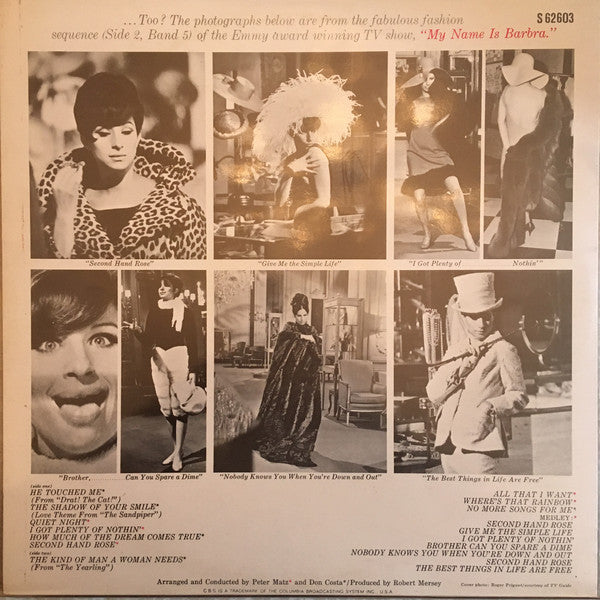 ...Too? The photographs below are from the fabulous fashion
S 62603
sequence (Side 2, Band 5) of the Emmy award winning TV show, "My Name Is Barbra."
"Second Hand Rose"
"Give Me the Simple Life"
"I Got Plenty of
Nothin'"
"Brother,............Can You Spare a Dime"
"Nobody Knows You When You're Down and Out"
"The Best Things in Life Are Free"
(side one)
HE TOUCHED ME*
(From "Drat! The Cat!")
THE SHADOW OF YOUR SMILE*
(Love Theme From "The Sandpiper")
QUIET NIGHT*
I GOT PLENTY OF NOTHIN'*
HOW MUCH OF THE DREAM COMES TRUE*
SECOND HAND ROSE*
(side two)
THE KIND OF MAN A WOMAN NEEDS*
(From "The Yearling")
ALL THAT I WANT*
WHERE'S THAT RAINBOW*
NO MORE SONGS FOR ME*
MEDLEY:*
SECOND HAND ROSE
GIVE ME THE SIMPLE LIFE
I GOT PLENTY OF NOTHIN'
BROTHER CAN YOU SPARE A DIME
NOBODY KNOWS YOU WHEN YOU'RE DOWN AND OUT
SECOND HAND ROSE
THE BEST THINGS IN LIFE ARE FREE
Arranged and Conducted by Peter Matz* and Don Costa*/Produced by Robert Mersey
Cover photo: Roger Prigent/courtesy of TV Guide
CBS IS A TRADEMARK OF THE COLUMBIA BROADCASTING SYSTEM INC., U.S.A.